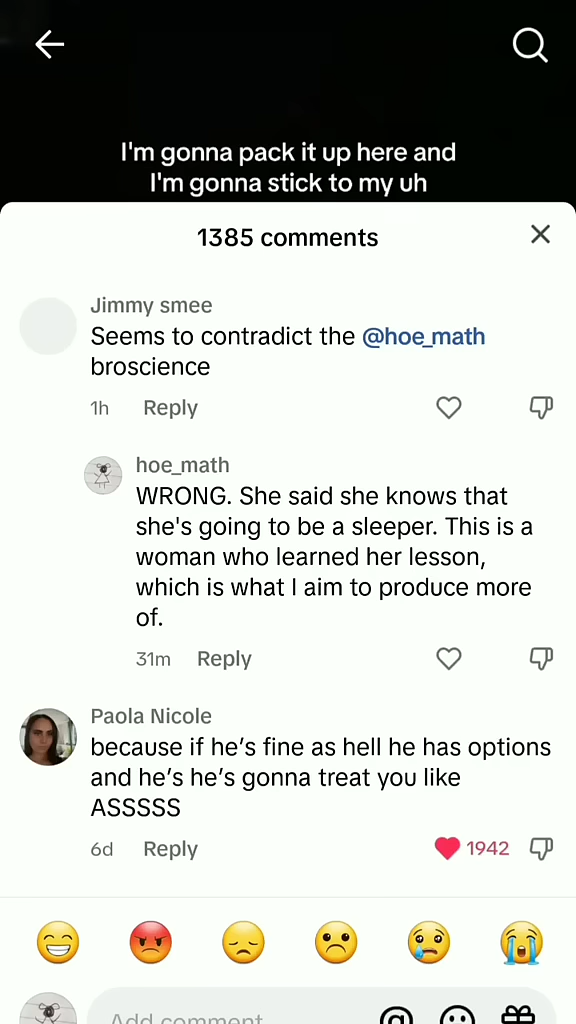 I'm gonna pack it up here and
I'm gonna stick to my uh
1385 comments
Jimmy smee
Seems to contradict the @hoe_math
broscience
1h Reply
hoe_math
WRONG. She said she knows that
she's going to be a sleeper. This is a
woman who learned her lesson,
which is what I aim to produce more
of.
31m Reply
Paola Nicole
because if he’s fine as hell he has options
and he’s he’s gonna treat you like
ASSSSS
6d Reply 1942
Add comment